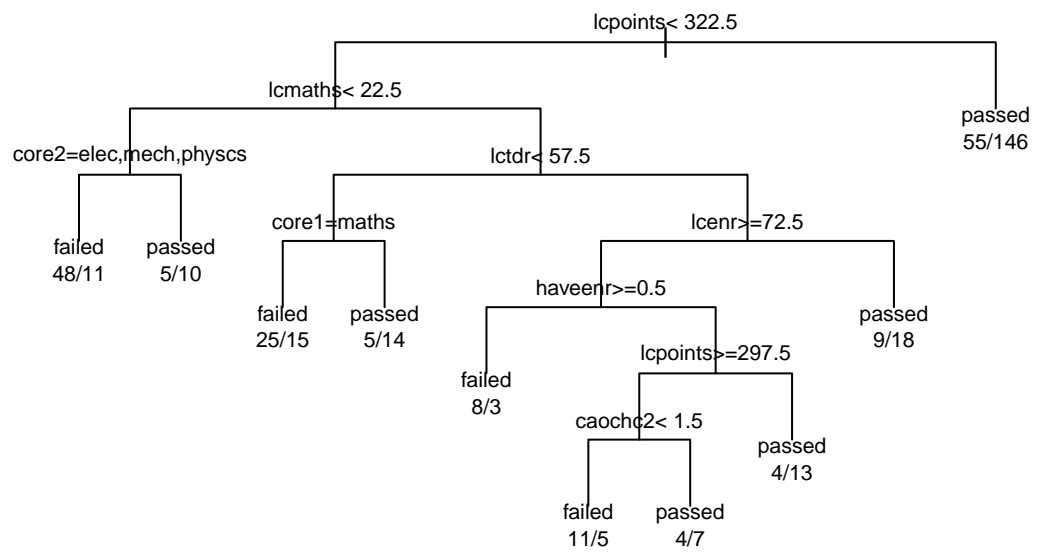 lcpoints< 322.5
lcmaths< 22.5
passed
55/146
core2=elec,mech,physcs
lctdr< 57.5
core1=maths
lcenr>=72.5
failed
48/11
passed
5/10
haveenr>=0.5
failed
25/15
passed
5/14
passed
9/18
lcpoints>=297.5
failed
8/3
caochc2< 1.5
passed
4/13
failed
11/5
passed
4/7